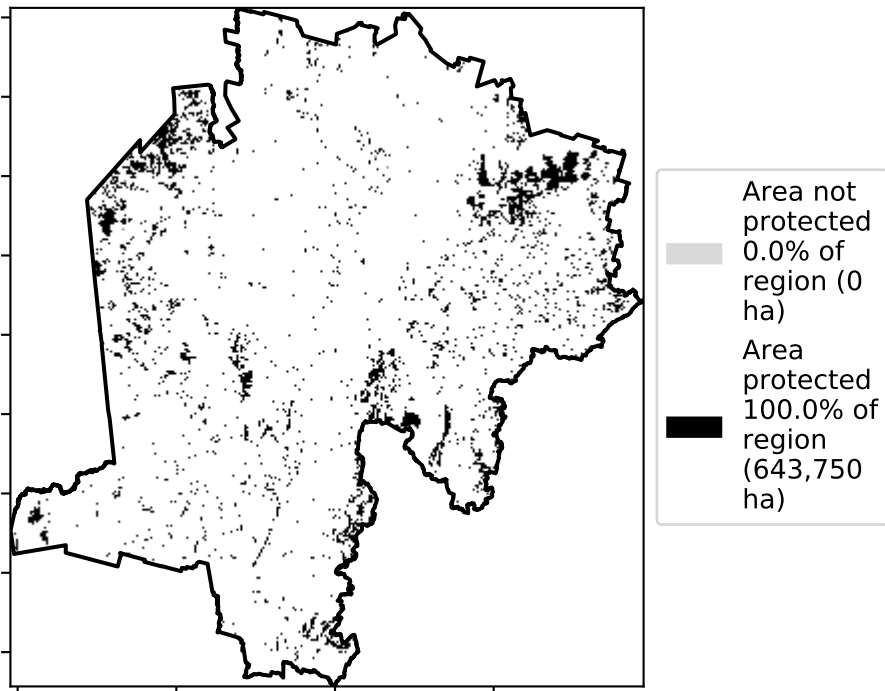 Area not
protected
0.0% of
region (0
ha)
Area
protected
100.0% of
region
(643,750
ha)